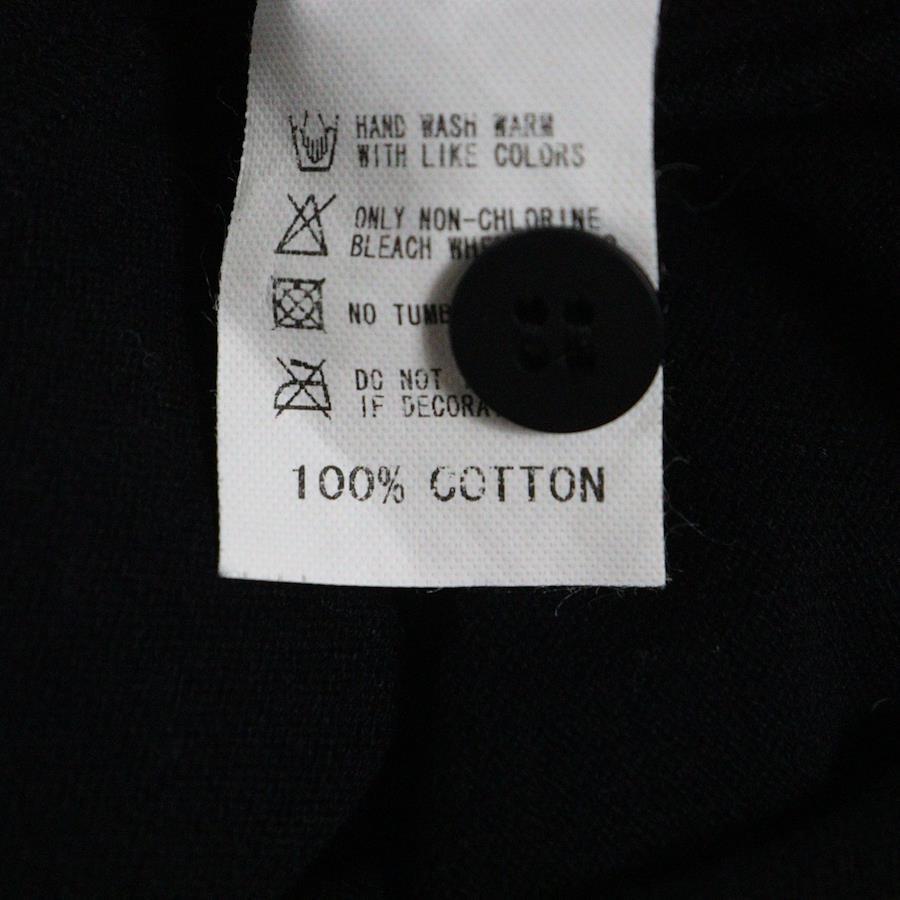 HAND WASH WARM
WITH LIKE COLORS
ONLY NON-CHLORINE
BLEACH
NO
DO NOT
IF
100% COTTON